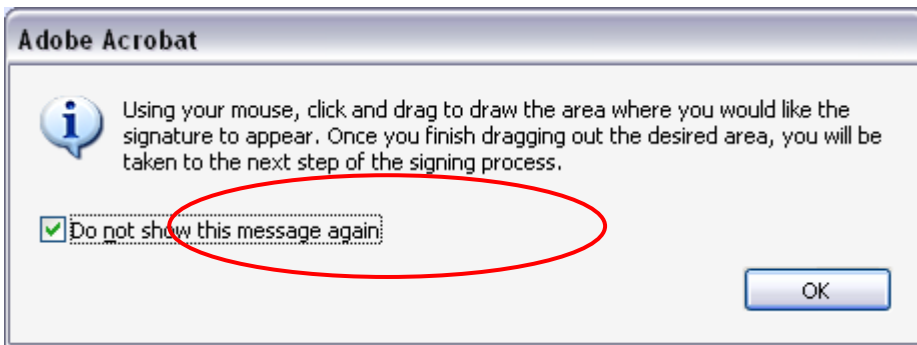 Adobe Acrobat
Using your mouse, click and drag to draw the area where you would like the
signature to appear. Once you finish dragging out the desired area, you will be
taken to the next step of the signing process.
Do not show this message again
OK